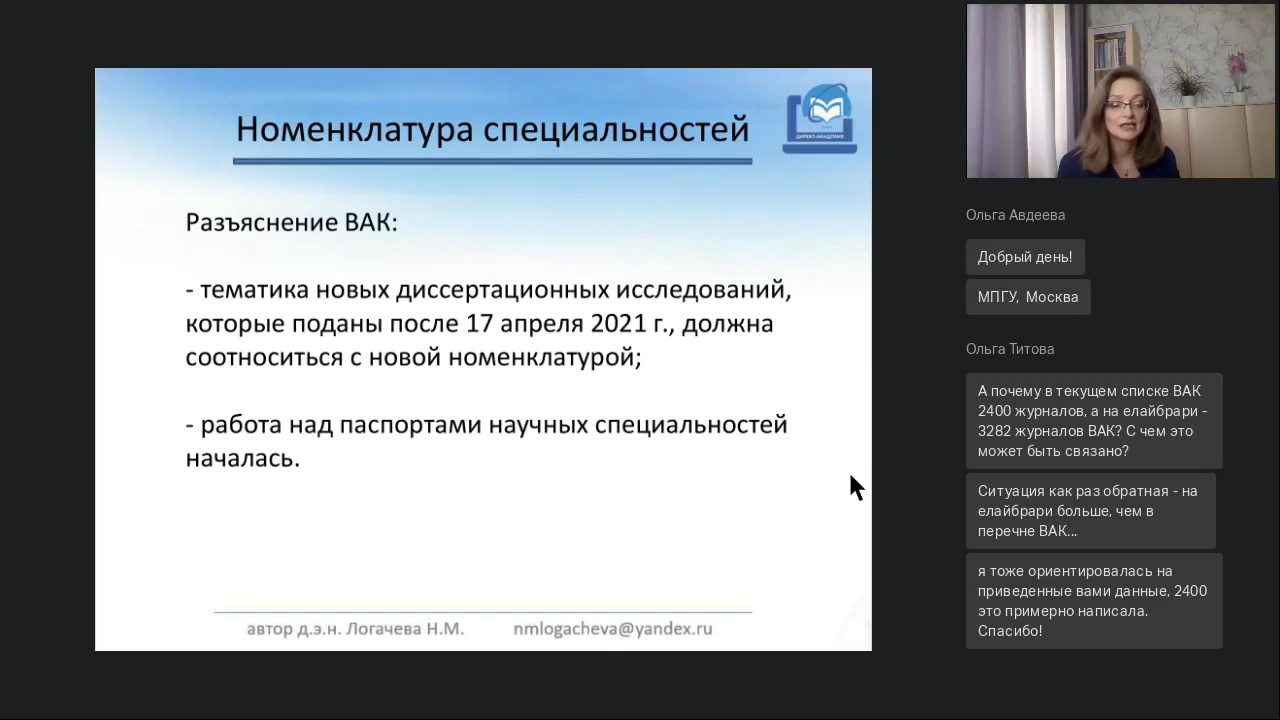 Номенклатура специальностей
ДИРЕКТ-АКАДЕМИЯ
Разъяснение ВАК:
- тематика новых диссертационных исследований,
которые поданы после 17 апреля 2021 г., должна
соотноситься с новой номенклатурой;
- работа над паспортами научных специальностей
началась.
автор д.э.н. Логачева Н.М. nmlogacheva@yandex.ru
Ольга Авдеева
Добрый день!
МПГУ, Москва
Ольга Титова
А почему в текущем списке ВАК
2400 журналов, а на елайбрари -
3282 журналов ВАК? С чем это
может быть связано?
Ситуация как раз обратная - на
елайбрари больше, чем в
перечне ВАК...
я тоже ориентировалась на
приведенные вами данные, 2400
это примерно написала.
Спасибо!